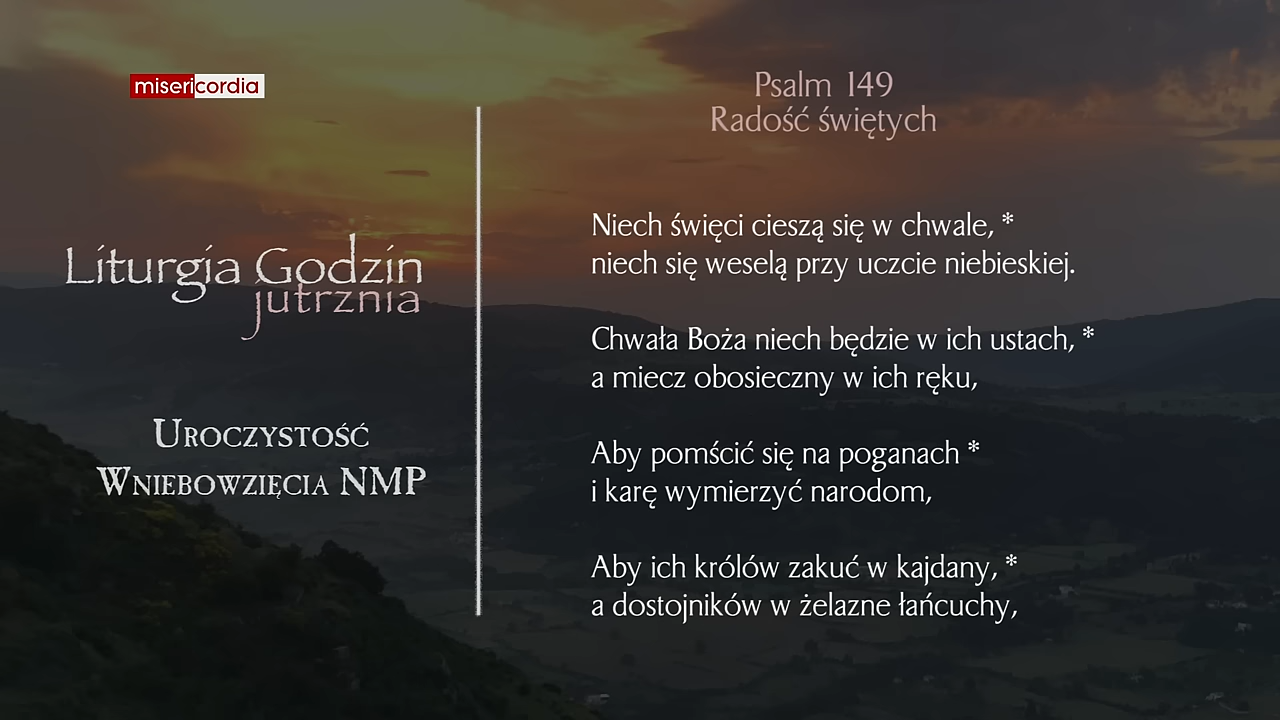 misericordia
Liturgia Godzin
jutrznia
Uroczystość
Wniebowzięcia NMP
Psalm 149
Radość świętych
Niech święci cieszą się w chwale, *
niech się weselą przy uczcie niebieskiej.
Chwała Boża niech będzie w ich ustach, *
a miecz obosieczny w ich ręku,
Aby pomścić się na poganach *
i karę wymierzyć narodom,
Aby ich królów zakuć w kajdany, *
a dostojników w żelazne łańcuchy,